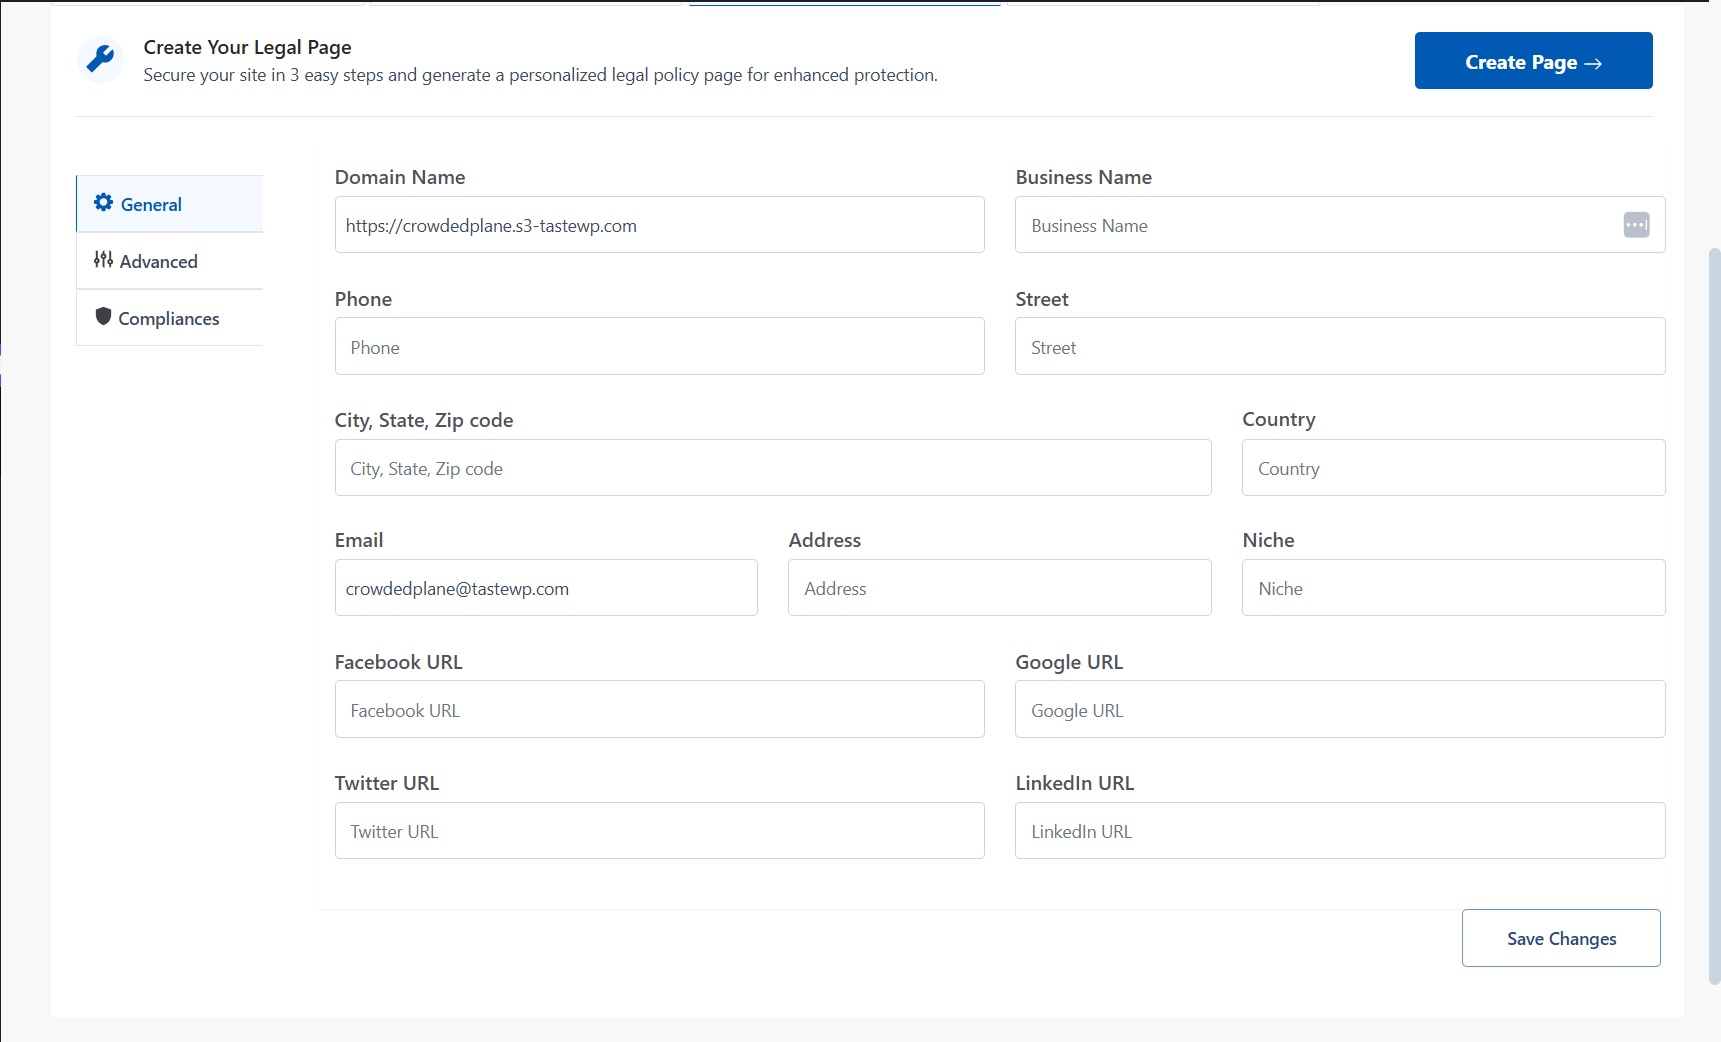 Create Your Legal Page
Secure your site in 3 easy steps and generate a personalized legal policy page for enhanced protection.
Create Page →
General
Advanced
Compliances
Domain Name
https://crowdedplane.s3-tastewp.com
Business Name
Business Name
Phone
Phone
Street
Street
City, State, Zip code
City, State, Zip code
Country
Country
Email
crowdedplane@tastewp.com
Address
Address
Niche
Niche
Facebook URL
Facebook URL
Google URL
Google URL
Twitter URL
Twitter URL
LinkedIn URL
LinkedIn URL
Save Changes